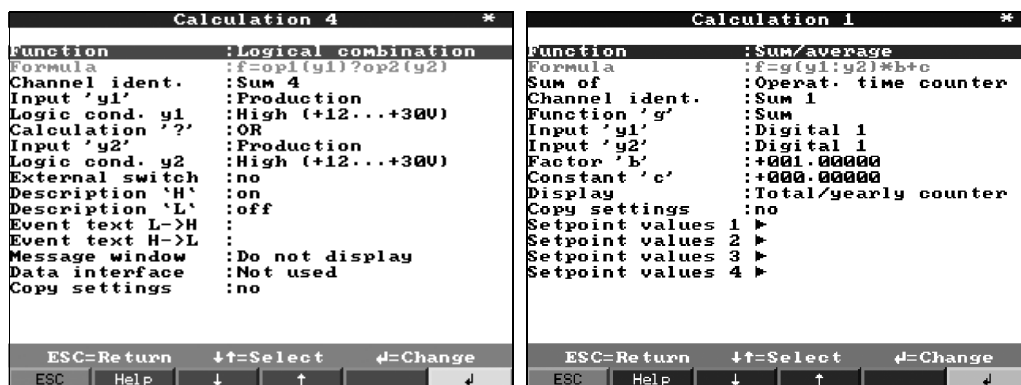 Calculation 4 *
Function :Logical combination
Formula :f=op1(y1)?op2(y2)
Channel ident. :Sum 4
Input 'y1' :Production
Logic cond. y1 :High (+12...+30V)
Calculation '?' :OR
Input 'y2' :Production
Logic cond. y2 :High (+12...+30V)
External switch :no
Description `H` :on
Description `L` :off
Event text L->H :
Event text H->L :
Message window :Do not display
Data interface :Not used
Copy settings :no
ESC=Return ↓↑=Select ↲=Change
ESC Help ↓ ↑ ↲
Calculation 1 *
Function :Sum/average
Formula :f=g(y1:y2)*b+c
Sum of :Operat. time counter
Channel ident. :Sum 1
Function 'g' :Sum
Input 'y1' :Digital 1
Input 'y2' :Digital 1
Factor 'b' :+001.00000
Constant 'c' :+000.00000
Display :Total/yearly counter
Copy settings :no
Setpoint values 1 ►
Setpoint values 2 ►
Setpoint values 3 ►
Setpoint values 4 ►
ESC=Return ↓↑=Select ↲=Change
ESC Help ↓ ↑ ↲